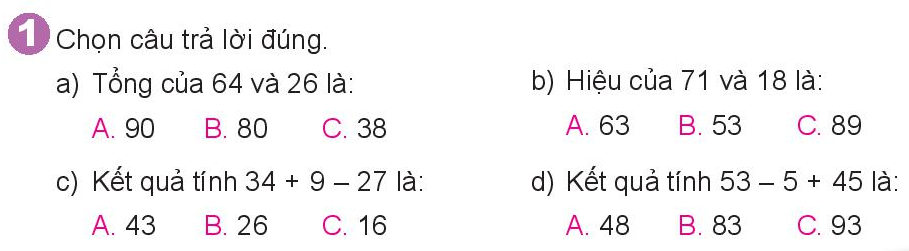 1 Chọn câu trả lời đúng.
a) Tổng của 64 và 26 là:
A. 90 B. 80 C. 38
b) Hiệu của 71 và 18 là:
A. 63 B. 53 C. 89
c) Kết quả tính 34 + 9 – 27 là:
A. 43 B. 26 C. 16
d) Kết quả tính 53 – 5 + 45 là:
A. 48 B. 83 C. 93